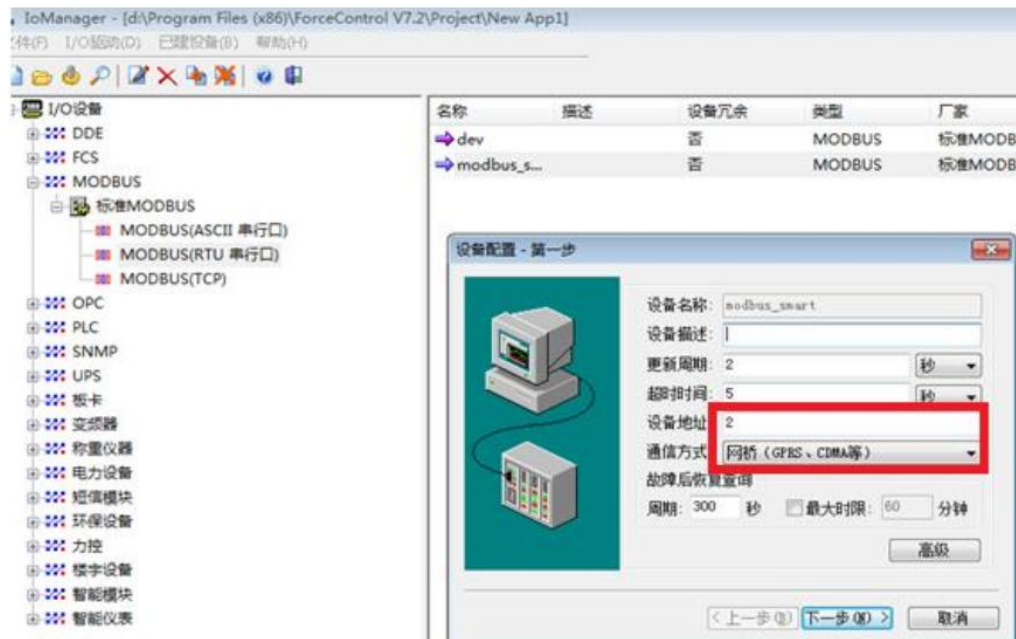 IoManager - [d:\Program Files (x86)\ForceControl V7.2\Project\New App1]
件(F) I/O驱动(D) 已建设备(B) 帮助(H)
I/O设备
DDE
FCS
MODBUS
标准MODBUS
MODBUS(ASCII 串行口)
MODBUS(RTU 串行口)
MODBUS(TCP)
OPC
PLC
SNMP
UPS
板卡
变频器
称重仪器
电力设备
短信模块
环保设备
力控
楼宇设备
智能模块
智能仪表
名称 描述 设备冗余 类型 厂家
dev 否 MODBUS 标准MODB
modbus_s... 否 MODBUS 标准MODB
设备配置 - 第一步
设备名称: modbus_smart
设备描述:
更新周期: 2 秒
超时时间: 5 秒
设备地址 2
通信方式 网桥（GPRS、CDMA等）
故障后恢复查询
周期: 300 秒 最大时限: 60 分钟
高级
<上一步(B) 下一步(N) > 取消